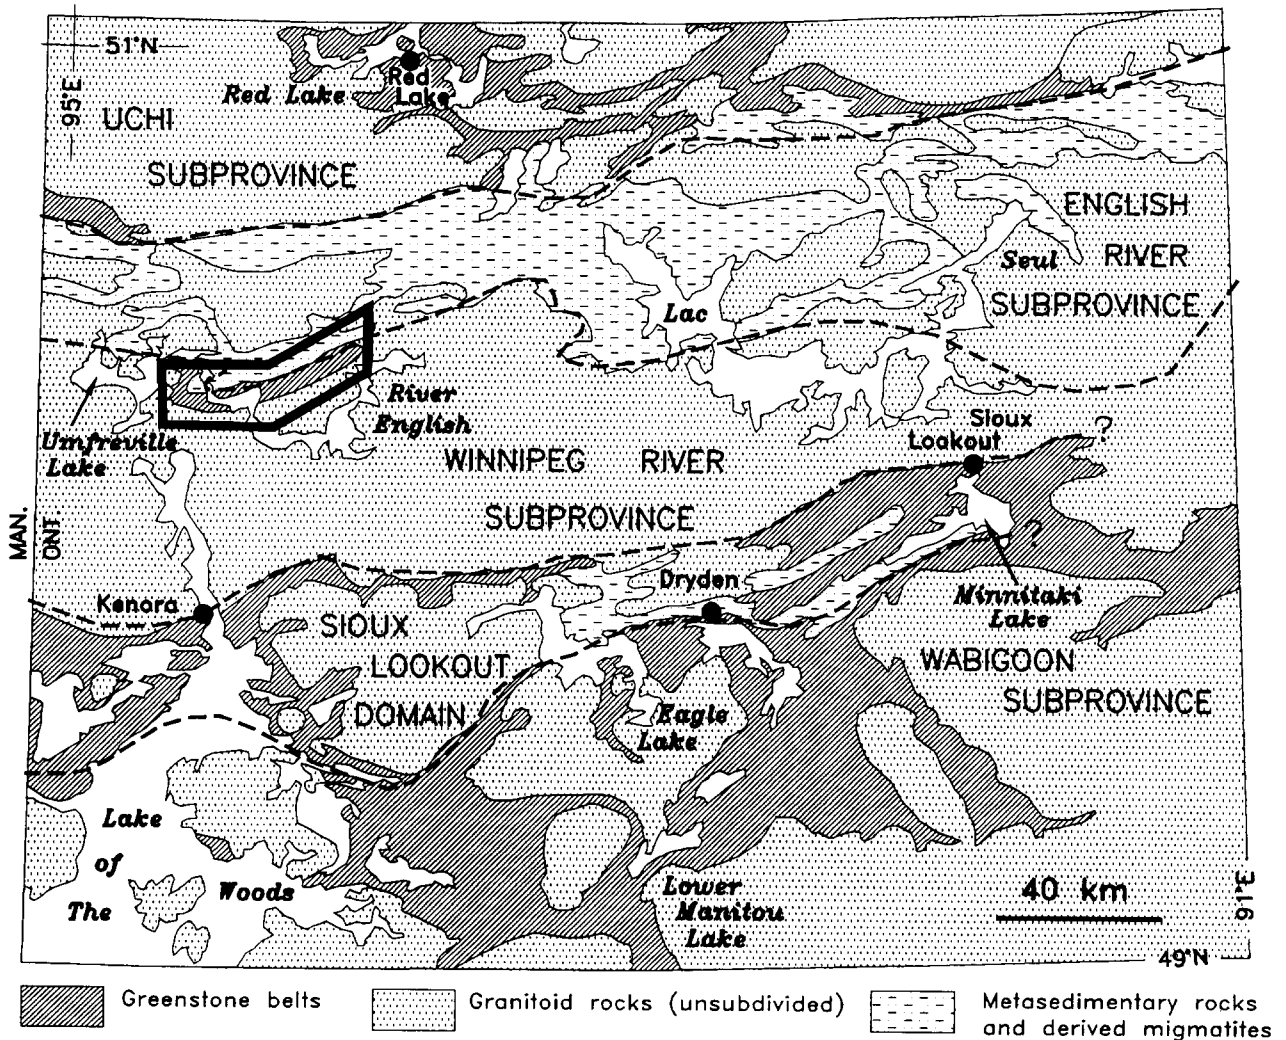 51°N
95°E
Red
Lake
Red Lake
UCHI
SUBPROVINCE
ENGLISH
RIVER
SUBPROVINCE
Seul
Lac
River
English
Umfreville
Lake
WINNIPEG RIVER
SUBPROVINCE
Sioux
Lookout
?
?
MAN.
ONT.
Kenora
Dryden
Minnitaki
Lake
SIOUX
LOOKOUT
DOMAIN
WABIGOON
SUBPROVINCE
Eagle
Lake
Lake
of
The
Woods
Lower
Manitou
Lake
40 km
91°E
49°N
Greenstone belts
Granitoid rocks (unsubdivided)
Metasedimentary rocks
and derived migmatites